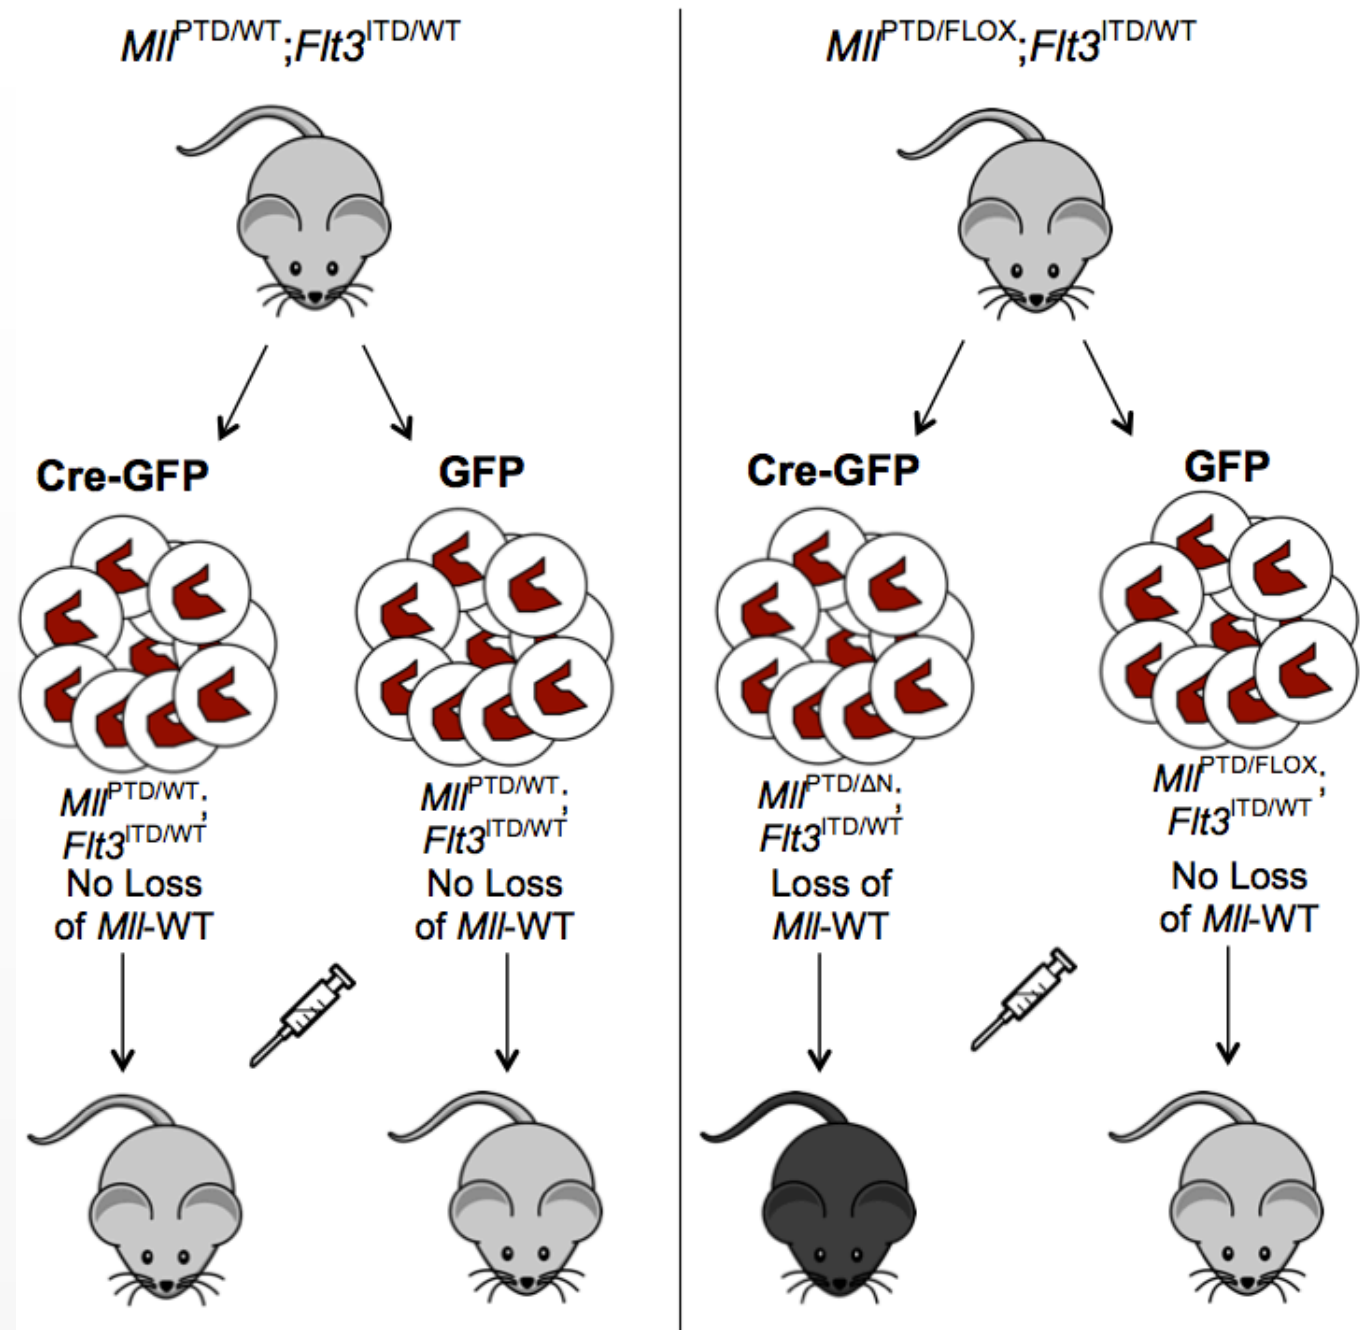 Mll^PTD/WT;Flt3^ITD/WT
Mll^PTD/FLOX;Flt3^ITD/WT
Cre-GFP
GFP
Cre-GFP
GFP
Mll^PTD/WT;
Flt3^ITD/WT
No Loss
of Mll-WT
Mll^PTD/WT;
Flt3^ITD/WT
No Loss
of Mll-WT
Mll^PTD/ΔN;
Flt3^ITD/WT
Loss of
Mll-WT
Mll^PTD/FLOX;
Flt3^ITD/WT
No Loss
of Mll-WT